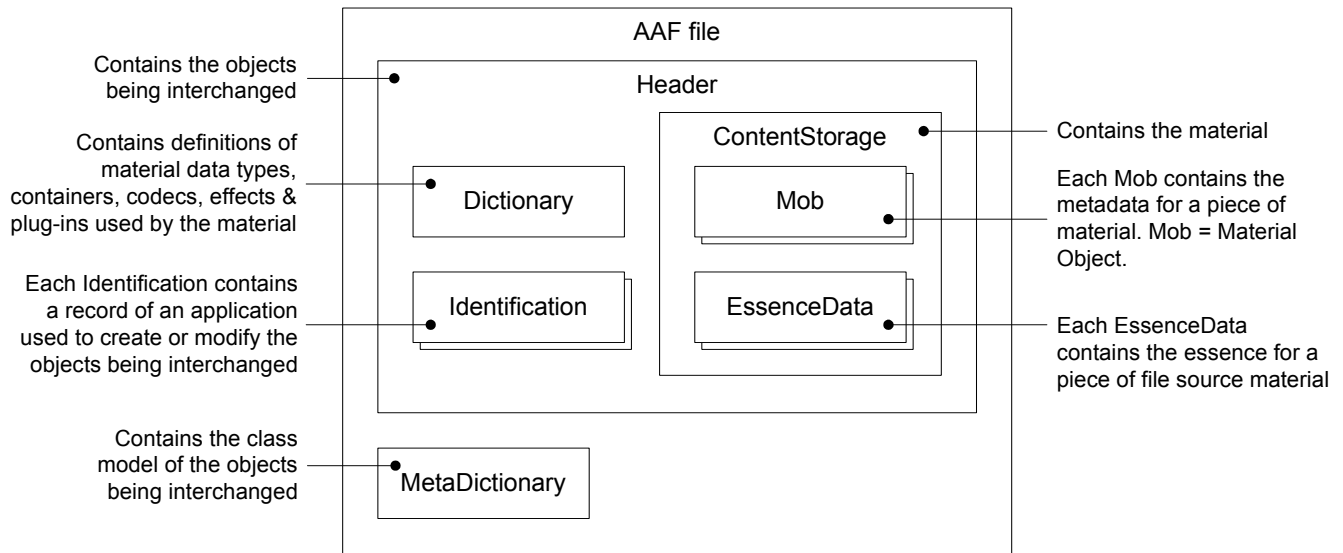 AAF file
Header
Contains the objects
being interchanged
Contains definitions of
material data types,
containers, codecs, effects &
plug-ins used by the material
Dictionary
Each Identification contains
a record of an application
used to create or modify the
objects being interchanged
Identification
ContentStorage
Contains the material
Mob
Each Mob contains the
metadata for a piece of
material. Mob = Material
Object.
EssenceData
Each EssenceData
contains the essence for a
piece of file source material
Contains the class
model of the objects
being interchanged
MetaDictionary